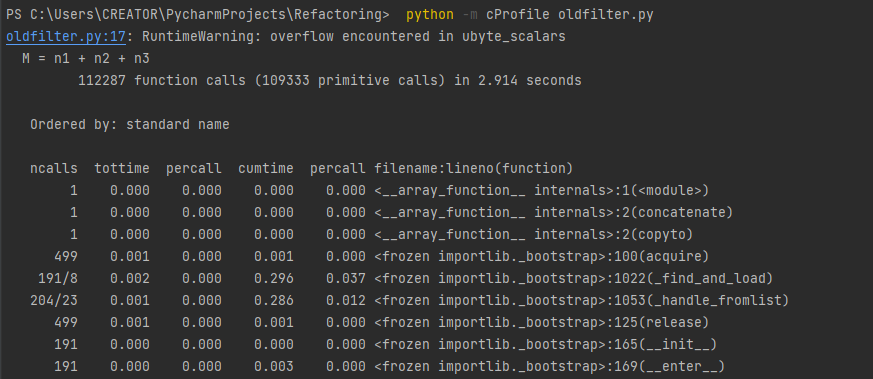 PS C:\Users\CREATOR\PycharmProjects\Refactoring> python -m cProfile oldfilter.py
oldfilter.py:17: RuntimeWarning: overflow encountered in ubyte_scalars
M = n1 + n2 + n3
112287 function calls (109333 primitive calls) in 2.914 seconds
Ordered by: standard name
ncalls tottime percall cumtime percall filename:lineno(function)
1 0.000 0.000 0.000 0.000 <__array_function__ internals>:1(<module>)
1 0.000 0.000 0.000 0.000 <__array_function__ internals>:2(concatenate)
1 0.000 0.000 0.000 0.000 <__array_function__ internals>:2(copyto)
499 0.001 0.000 0.001 0.000 <frozen importlib._bootstrap>:100(acquire)
191/8 0.002 0.000 0.296 0.037 <frozen importlib._bootstrap>:1022(_find_and_load)
204/23 0.001 0.000 0.286 0.012 <frozen importlib._bootstrap>:1053(_handle_fromlist)
499 0.001 0.000 0.001 0.000 <frozen importlib._bootstrap>:125(release)
191 0.000 0.000 0.000 0.000 <frozen importlib._bootstrap>:165(__init__)
191 0.000 0.000 0.003 0.000 <frozen importlib._bootstrap>:169(__enter__)